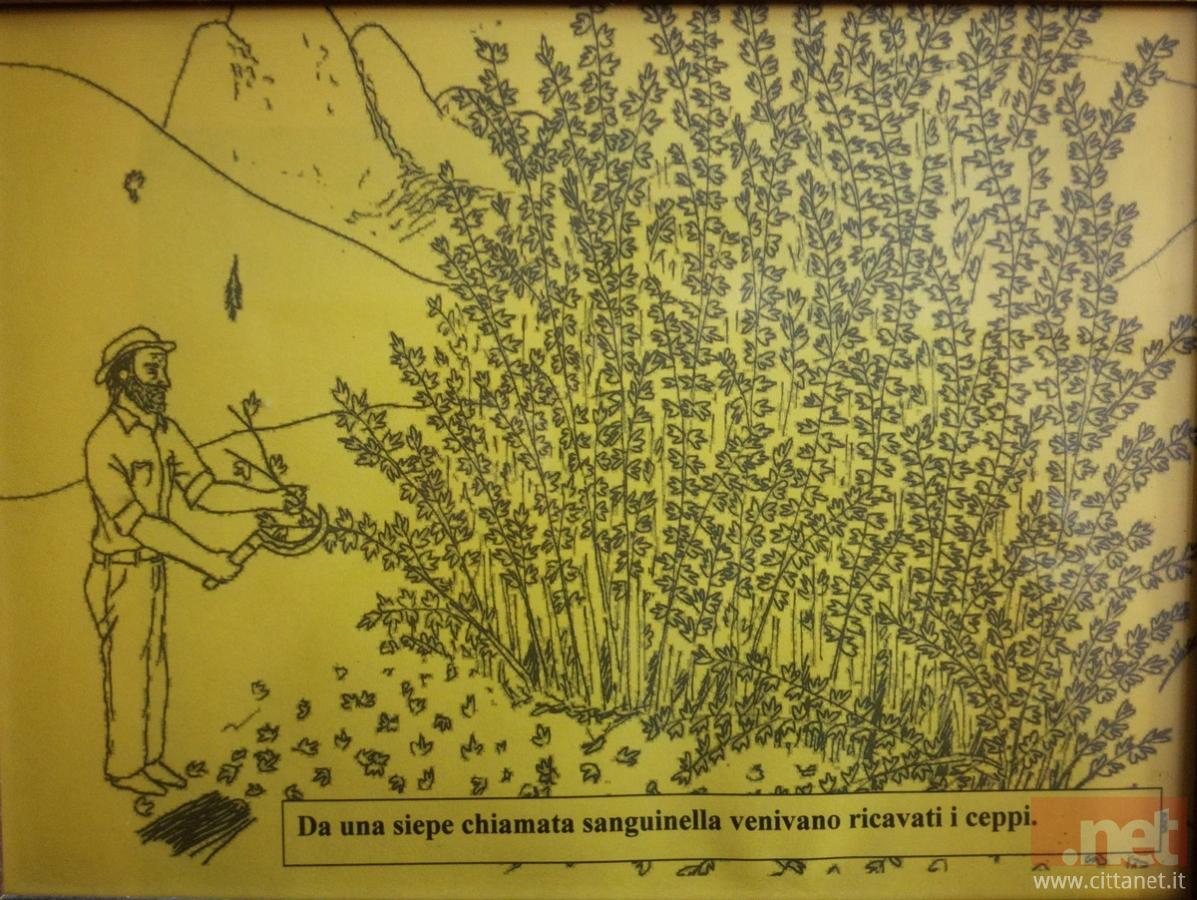 Da una siepe chiamata sanguinella venivano ricavati i ceppi.
.net
www.cittanet.it